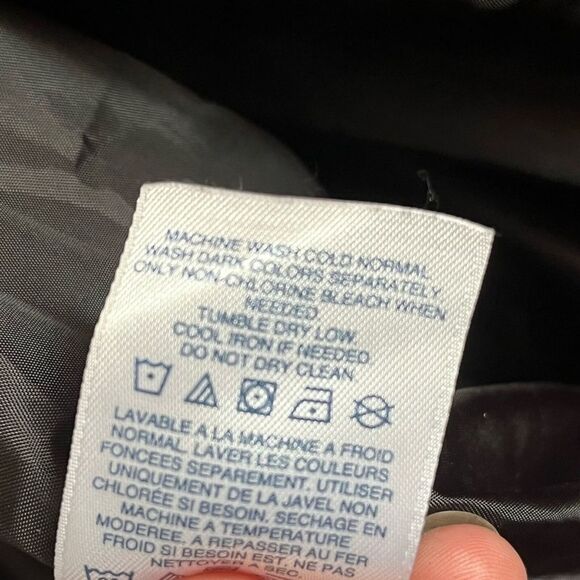 MACHINE WASH COLD NORMAL
WASH DARK COLORS SEPARATELY
ONLY NON-CHLORINE BLEACH WHEN
NEEDED
TUMBLE DRY LOW
COOL IRON IF NEEDED
DO NOT DRY CLEAN
LAVABLE A LA MACHINE A FROID
NORMAL. LAVER LES COULEURS
FONCEES SEPAREMENT. UTILISER
UNIQUEMENT DE LA JAVEL NON
CHLORÉE SI BESOIN. SECHAGE EN
MACHINE A TEMPERATURE
MODEREE. A REPASSER AU FER
FROID SI BESOIN EST. NE PAS
NETTOYER A SEC.